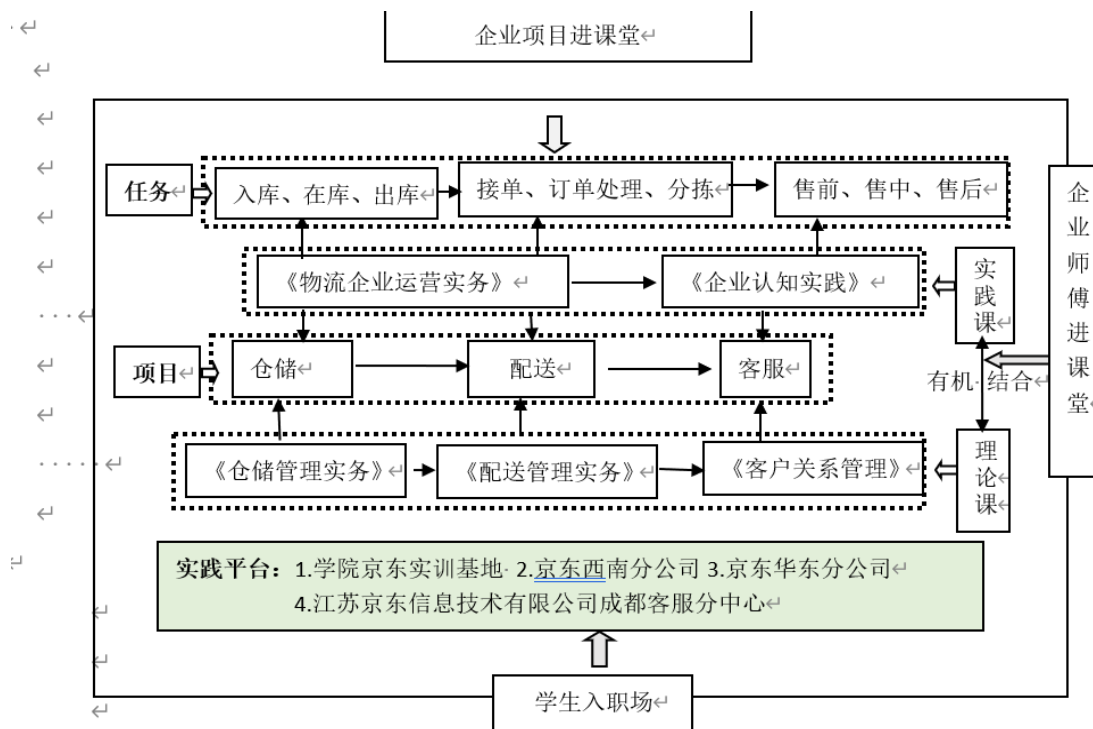 企业项目进课堂
任务
入库、在库、出库
接单、订单处理、分拣
售前、售中、售后
《物流企业运营实务》
《企业认知实践》
实践课
企业师傅进课堂
项目
仓储
配送
客服
有机 结合
《仓储管理实务》
《配送管理实务》
《客户关系管理》
理论课
实践平台：1.学院京东实训基地 2.京东西南分公司 3.京东华东分公司
4.江苏京东信息技术有限公司成都客服分中心
学生入职场